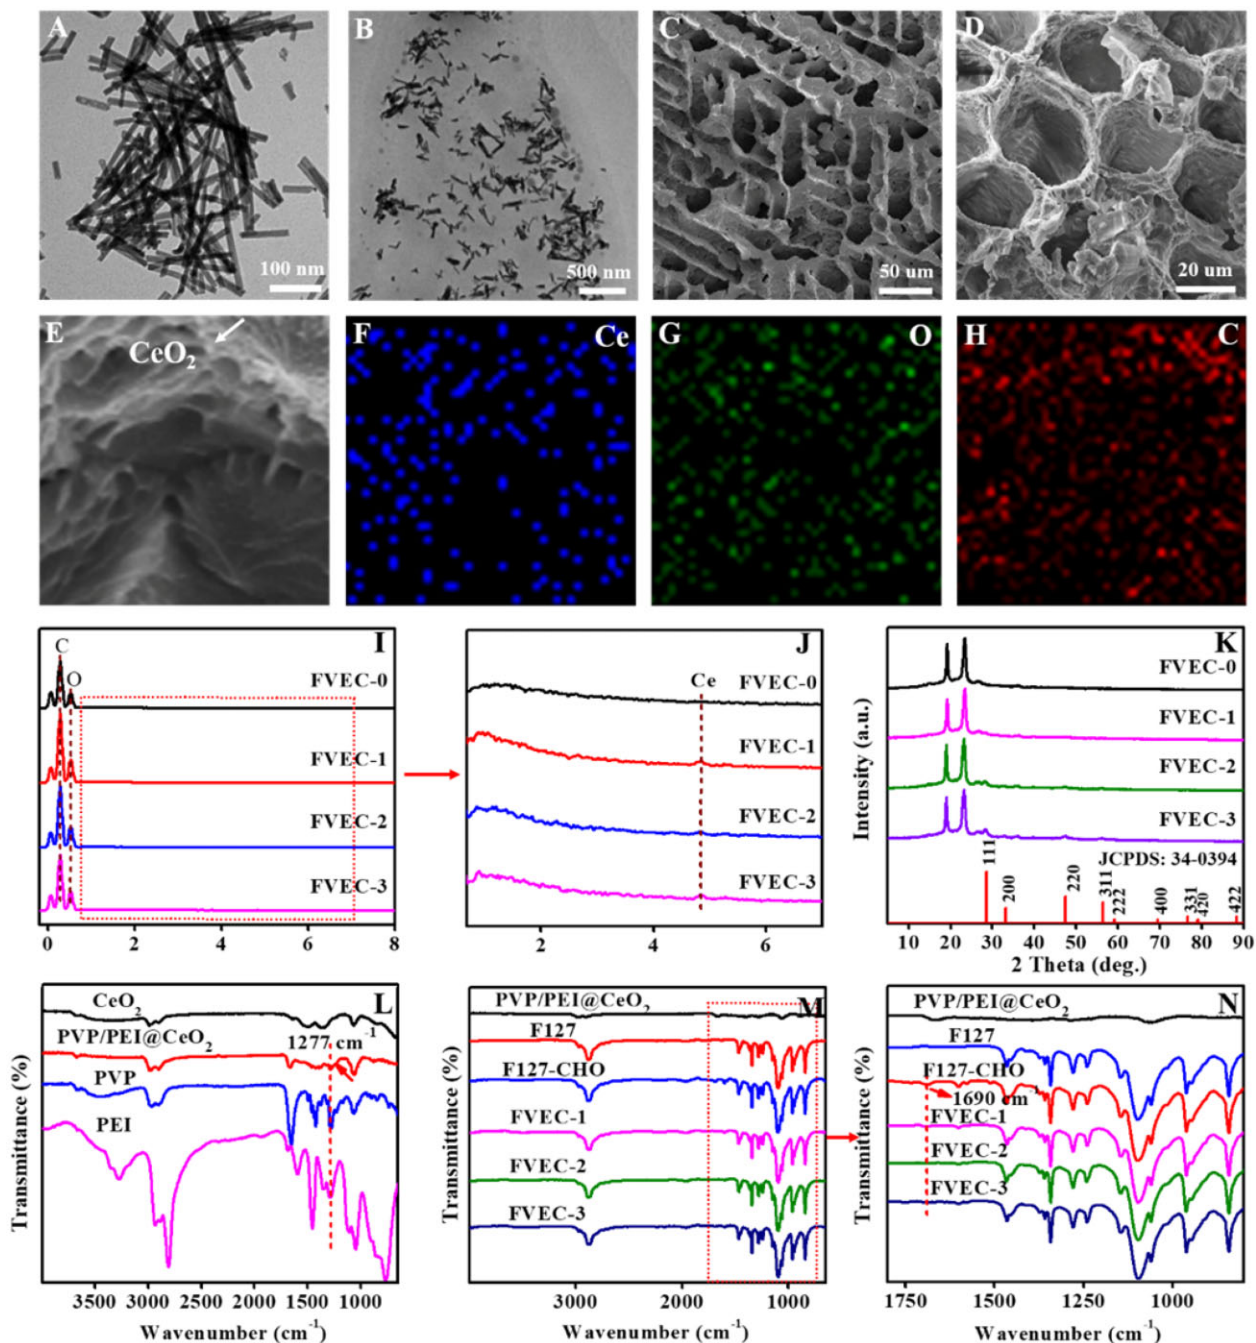 A
100 nm
B
500 nm
C
50 um
D
20 um
E
CeO2
F
Ce
G
O
H
C
I
C
O
FVEC-0
FVEC-1
FVEC-2
FVEC-3
0 2 4 6 8
J
Ce
FVEC-0
FVEC-1
FVEC-2
FVEC-3
2 4 6
K
FVEC-0
FVEC-1
FVEC-2
FVEC-3
JCPDS: 34-0394
111
200
220
311
222
400
331
420
422
Intensity (a.u.)
10 20 30 40 50 60 70 80 90
2 Theta (deg.)
L
CeO2
PVP/PEI@CeO2
1277 cm-1
PVP
PEI
Transmittance (%)
3500 3000 2500 2000 1500 1000
Wavenumber (cm-1)
M
PVP/PEI@CeO2
F127
F127-CHO
FVEC-1
FVEC-2
FVEC-3
Transmittance (%)
3000 2000 1000
Wavenumber (cm-1)
N
PVP/PEI@CeO2
F127
F127-CHO
1690 cm-1
FVEC-1
FVEC-2
FVEC-3
Transmittance (%)
1750 1500 1250 1000
Wavenumber (cm-1)